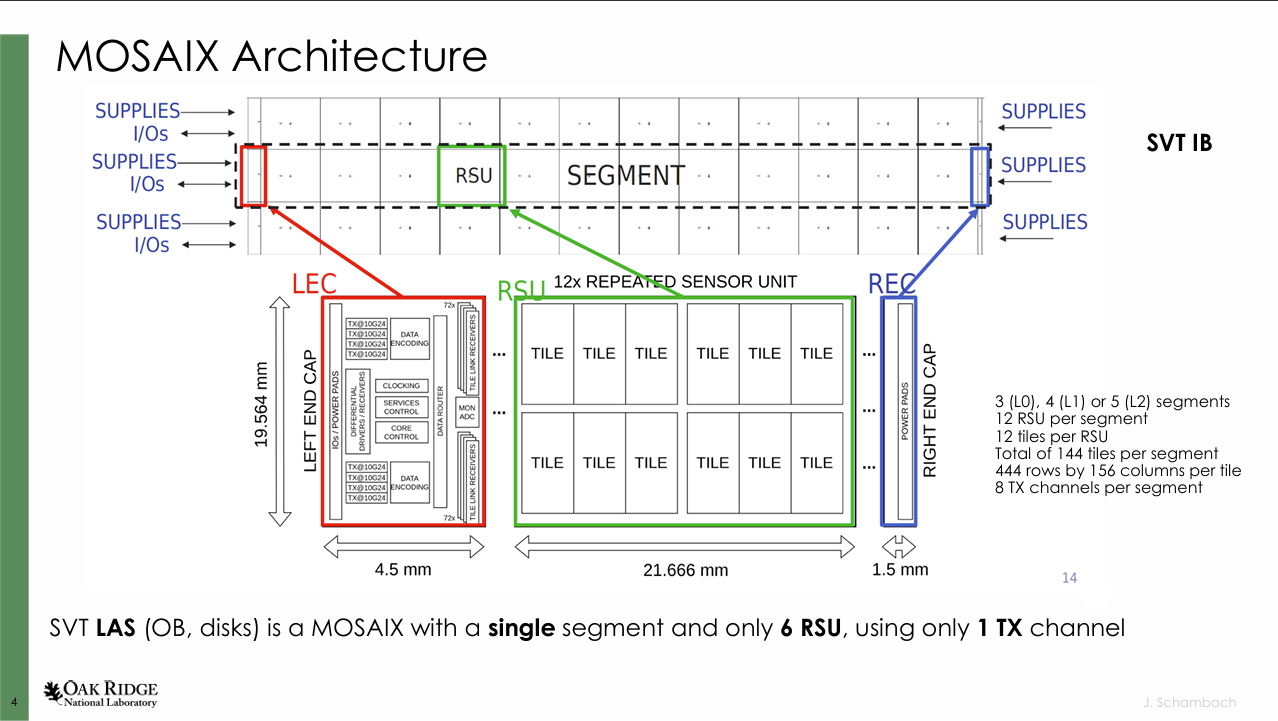 MOSAIX Architecture
SUPPLIES
I/Os
SUPPLIES
I/Os
SUPPLIES
I/Os
RSU
SEGMENT
SUPPLIES
SUPPLIES
SUPPLIES
SVT IB
LEC
RSU
12x REPEATED SENSOR UNIT
REC
19.564 mm
LEFT END CAP
IOs / POWER PADS
TX@10G24
TX@10G24
TX@10G24
TX@10G24
DATA
ENCODING
DIFFERENTIAL
DRIVERS / RECEIVERS
CLOCKING
SERVICES
CONTROL
CORE
CONTROL
TX@10G24
TX@10G24
TX@10G24
TX@10G24
DATA
ENCODING
DATA ROUTER
72x
TILE LINK RECEIVERS
MON
ADC
TILE LINK RECEIVERS
72x
...
...
TILE TILE TILE TILE TILE TILE
TILE TILE TILE TILE TILE TILE
...
...
...
POWER PADS
RIGHT END CAP
4.5 mm
21.666 mm
1.5 mm
3 (L0), 4 (L1) or 5 (L2) segments
12 RSU per segment
12 tiles per RSU
Total of 144 tiles per segment
444 rows by 156 columns per tile
8 TX channels per segment
14
SVT LAS (OB, disks) is a MOSAIX with a single segment and only 6 RSU, using only 1 TX channel
4
OAK RIDGE
National Laboratory
J. Schambach